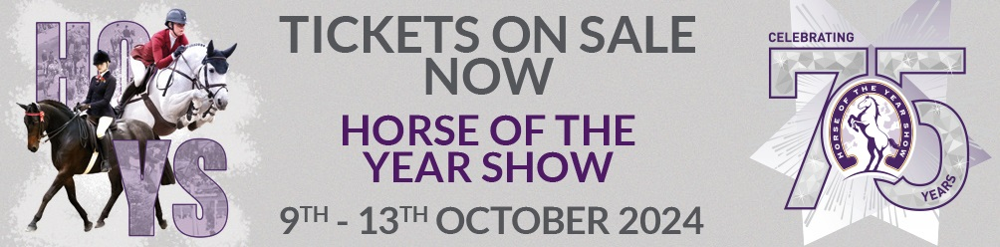 HO
YS
TICKETS ON SALE
NOW
HORSE OF THE
YEAR SHOW
9TH - 13TH OCTOBER 2024
CELEBRATING
75
HORSE OF THE YEAR SHOW
YEARS